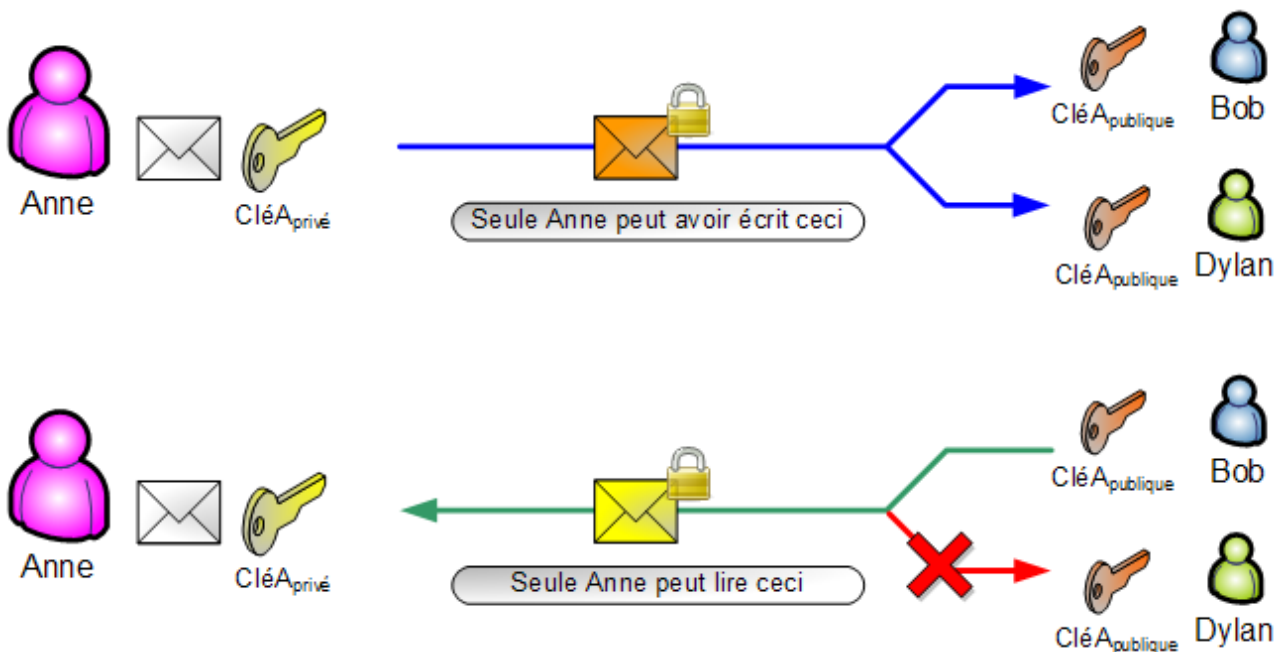 CléApublique
Bob
Anne
CléAprivé
Seule Anne peut avoir écrit ceci
CléApublique
Dylan
CléApublique
Bob
Anne
CléAprivé
Seule Anne peut lire ceci
CléApublique
Dylan